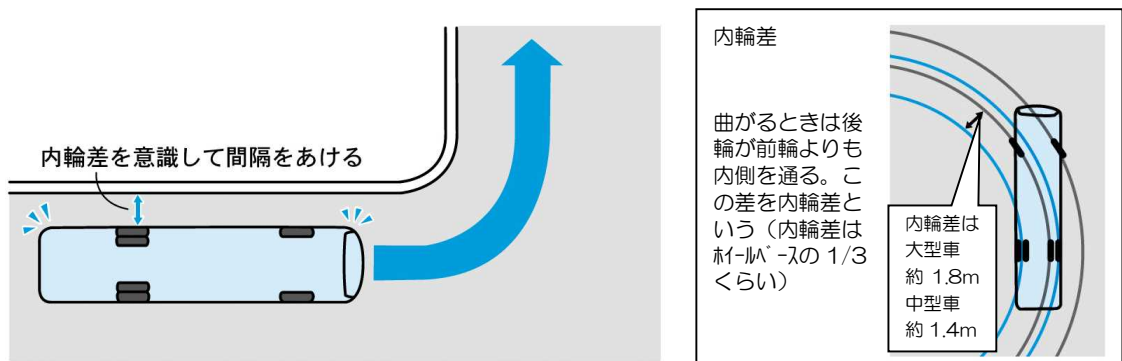 内輪差を意識して間隔をあける
内輪差
曲がるときは後
輪が前輪よりも
内側を通る。こ
の差を内輪差と
いう（内輪差は
ﾎｲｰﾙﾍﾞｰｽの 1/3
くらい）
内輪差は
大型車
約 1.8m
中型車
約 1.4m